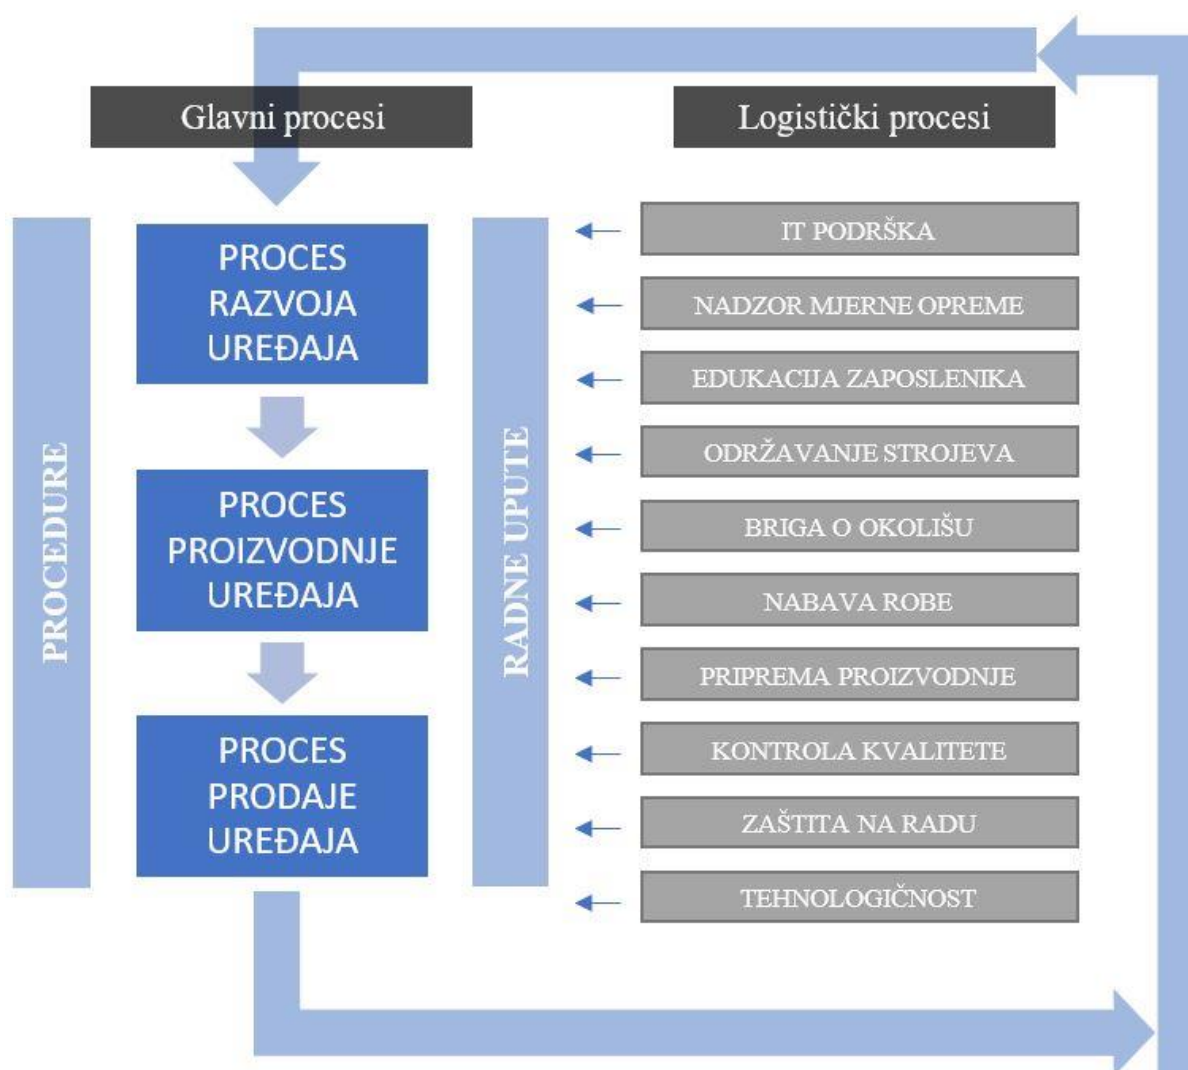 Glavni procesi
Logistički procesi
PROCEDURE
PROCES
RAZVOJA
UREĐAJA
PROCES
PROIZVODNJE
UREĐAJA
PROCES
PRODAJE
UREĐAJA
RADNE UPUTE
IT PODRŠKA
NADZOR MJERNE OPREME
EDUKACIJA ZAPOSLENIKA
ODRŽAVANJE STROJEVA
BRIGA O OKOLIŠU
NABAVA ROBE
PRIPREMA PROIZVODNJE
KONTROLA KVALITETE
ZAŠTITA NA RADU
TEHNOLOGIČNOST